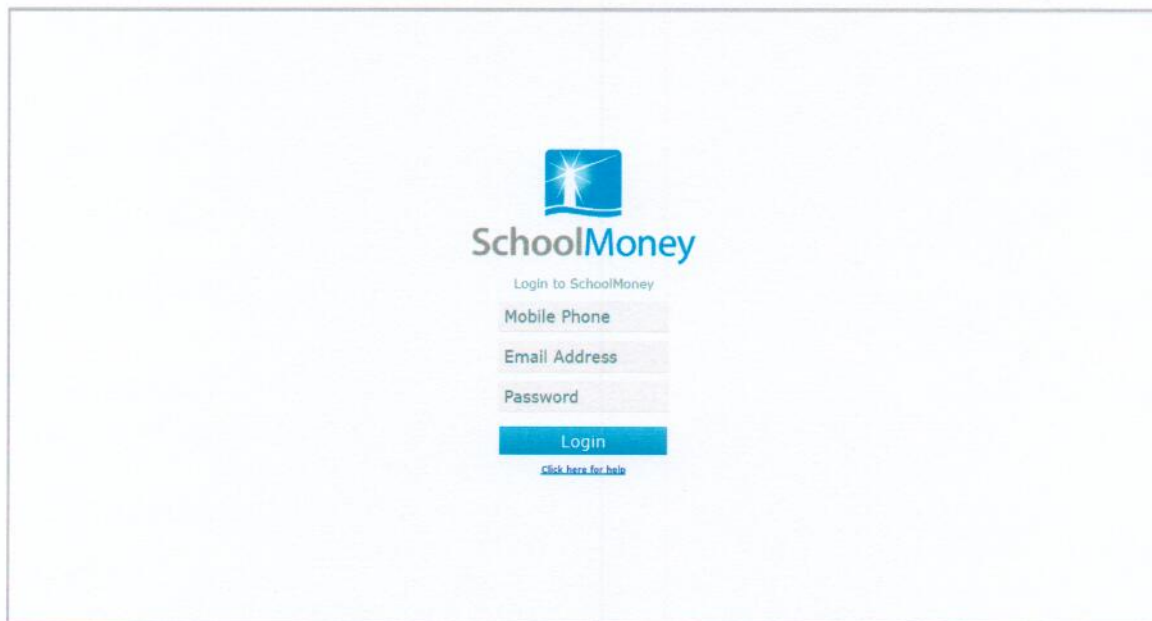 SchoolMoney
Login to SchoolMoney
Mobile Phone
Email Address
Password
Login
Click here for help